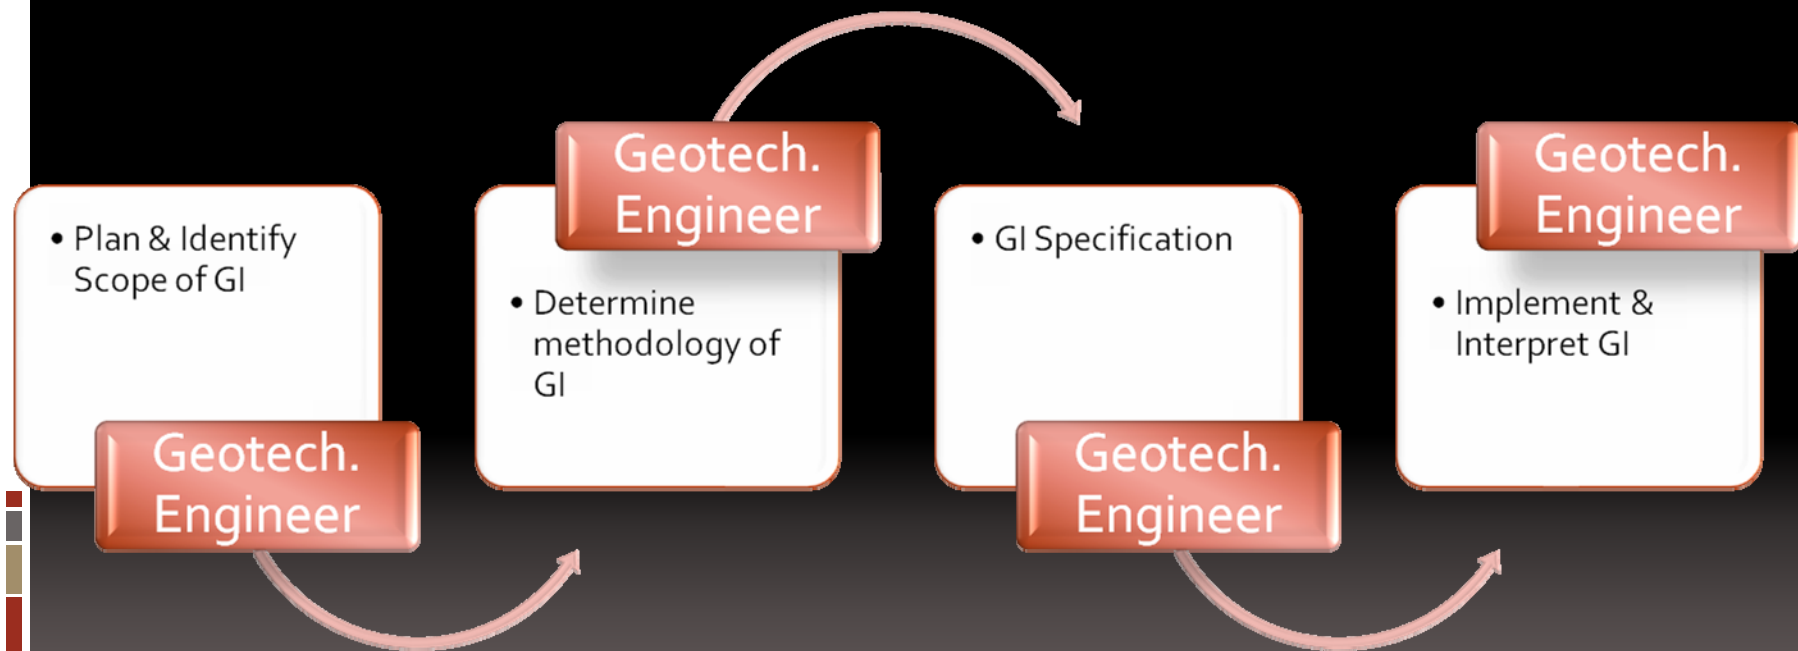 • Plan & Identify
Scope of GI
Geotech.
Engineer
Geotech.
Engineer
• Determine
methodology of
GI
• GI Specification
Geotech.
Engineer
Geotech.
Engineer
• Implement &
Interpret GI